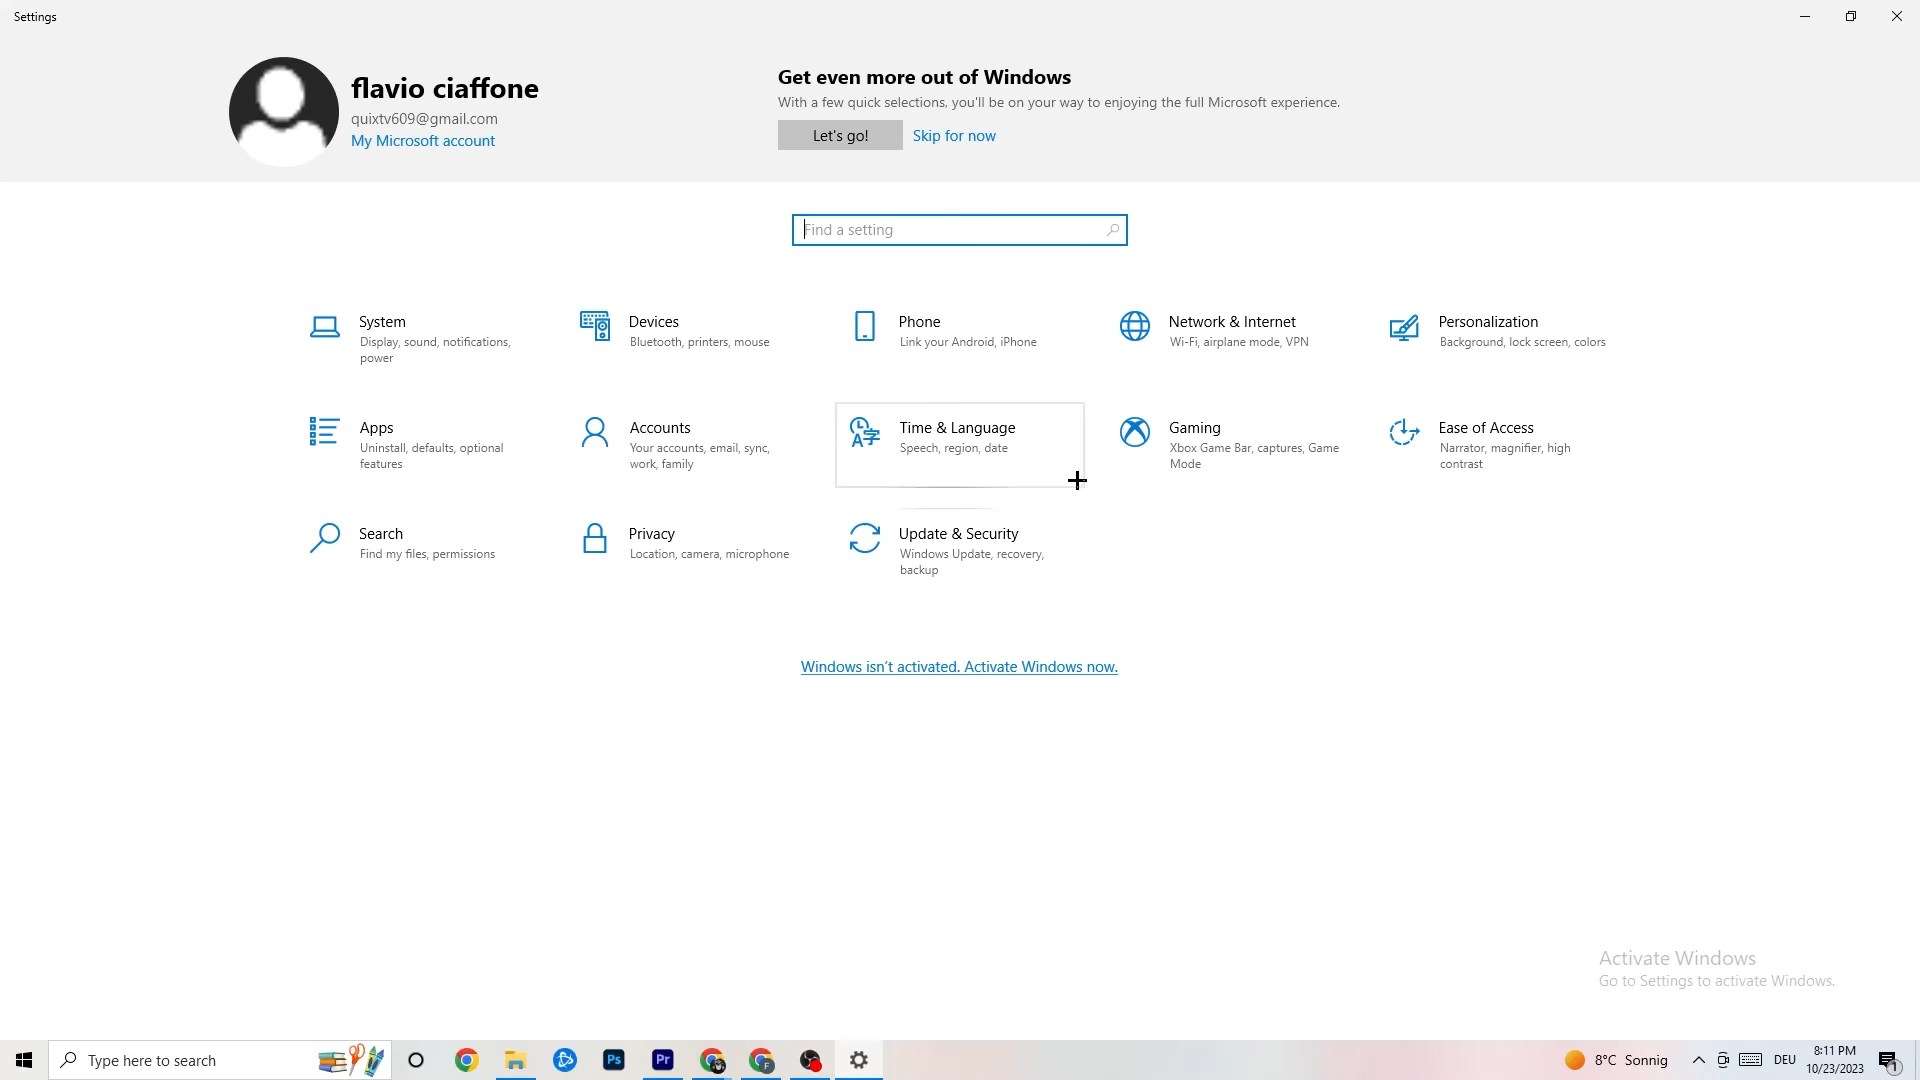 Settings
flavio ciaffone
quixtv609@gmail.com
My Microsoft account
Get even more out of Windows
With a few quick selections, you'll be on your way to enjoying the full Microsoft experience.
Let's go!
Skip for now
Find a setting
System
Display, sound, notifications,
power
Devices
Bluetooth, printers, mouse
Phone
Link your Android, iPhone
Network & Internet
Wi-Fi, airplane mode, VPN
Personalization
Background, lock screen, colors
Apps
Uninstall, defaults, optional
features
Accounts
Your accounts, email, sync,
work, family
Time & Language
Speech, region, date
Gaming
Xbox Game Bar, captures, Game
Mode
Ease of Access
Narrator, magnifier, high
contrast
Search
Find my files, permissions
Privacy
Location, camera, microphone
Update & Security
Windows Update, recovery,
backup
Windows isn't activated. Activate Windows now.
Activate Windows
Go to Settings to activate Windows.
Type here to search
Ps
Pr
F
8°C Sonnig
DEU
8:11 PM
10/23/2023
1